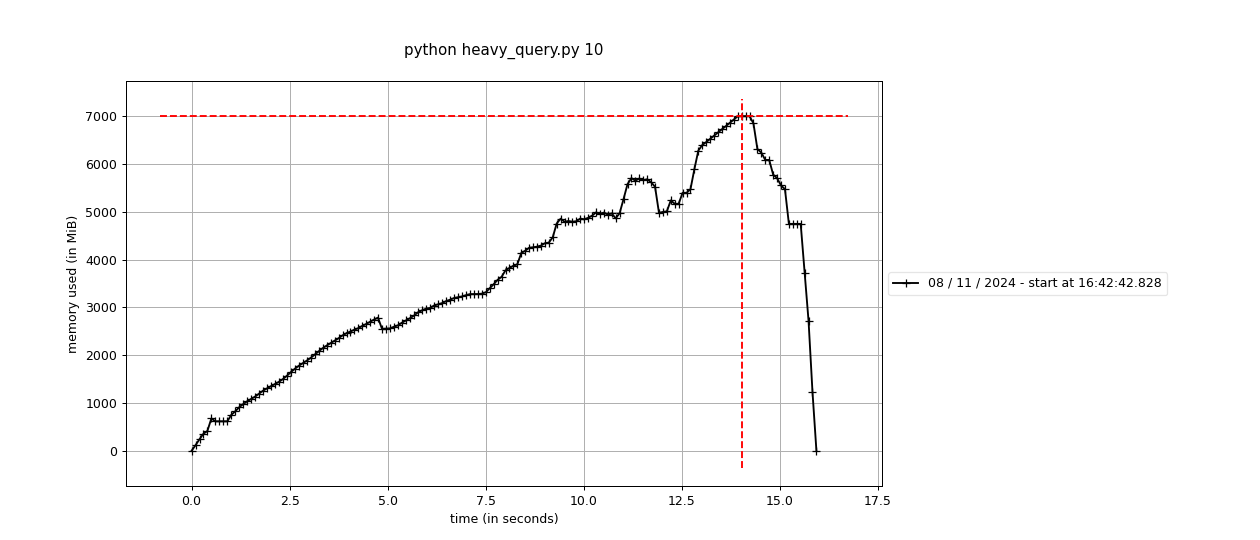 python heavy_query.py 10
7000
6000
5000
4000
3000
2000
1000
0
memory used (in MiB)
0.0 2.5 5.0 7.5 10.0 12.5 15.0 17.5
time (in seconds)
08 / 11 / 2024 - start at 16:42:42.828